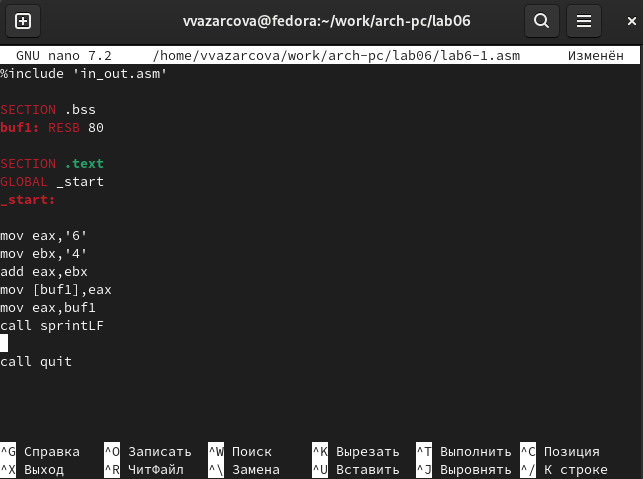 vvazarcova@fedora:~/work/arch-pc/lab06
GNU nano 7.2 /home/vvazarcova/work/arch-pc/lab06/lab6-1.asm Изменён
%include 'in_out.asm'
SECTION .bss
buf1: RESB 80
SECTION .text
GLOBAL _start
_start:
mov eax,'6'
mov ebx,'4'
add eax,ebx
mov [buf1],eax
mov eax,buf1
call sprintLF
call quit
^G Справка ^O Записать ^W Поиск ^K Вырезать ^T Выполнить ^C Позиция
^X Выход ^R ЧитФайл ^\ Замена ^U Вставить ^J Выровнять ^/ К строке